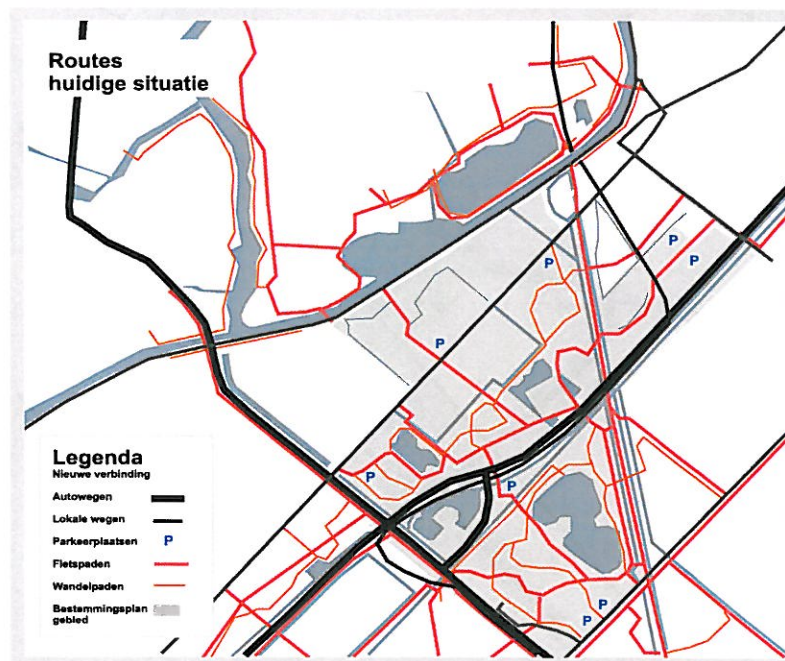 Routes
huidige situatie
P
P
P
P
P
P
P
P
Legenda
Nieuwe verbinding
Autowegen
Lokale wegen
Parkeerplaatsen P
Fietspaden
Wandelpaden
Bestemmingsplan
gebied